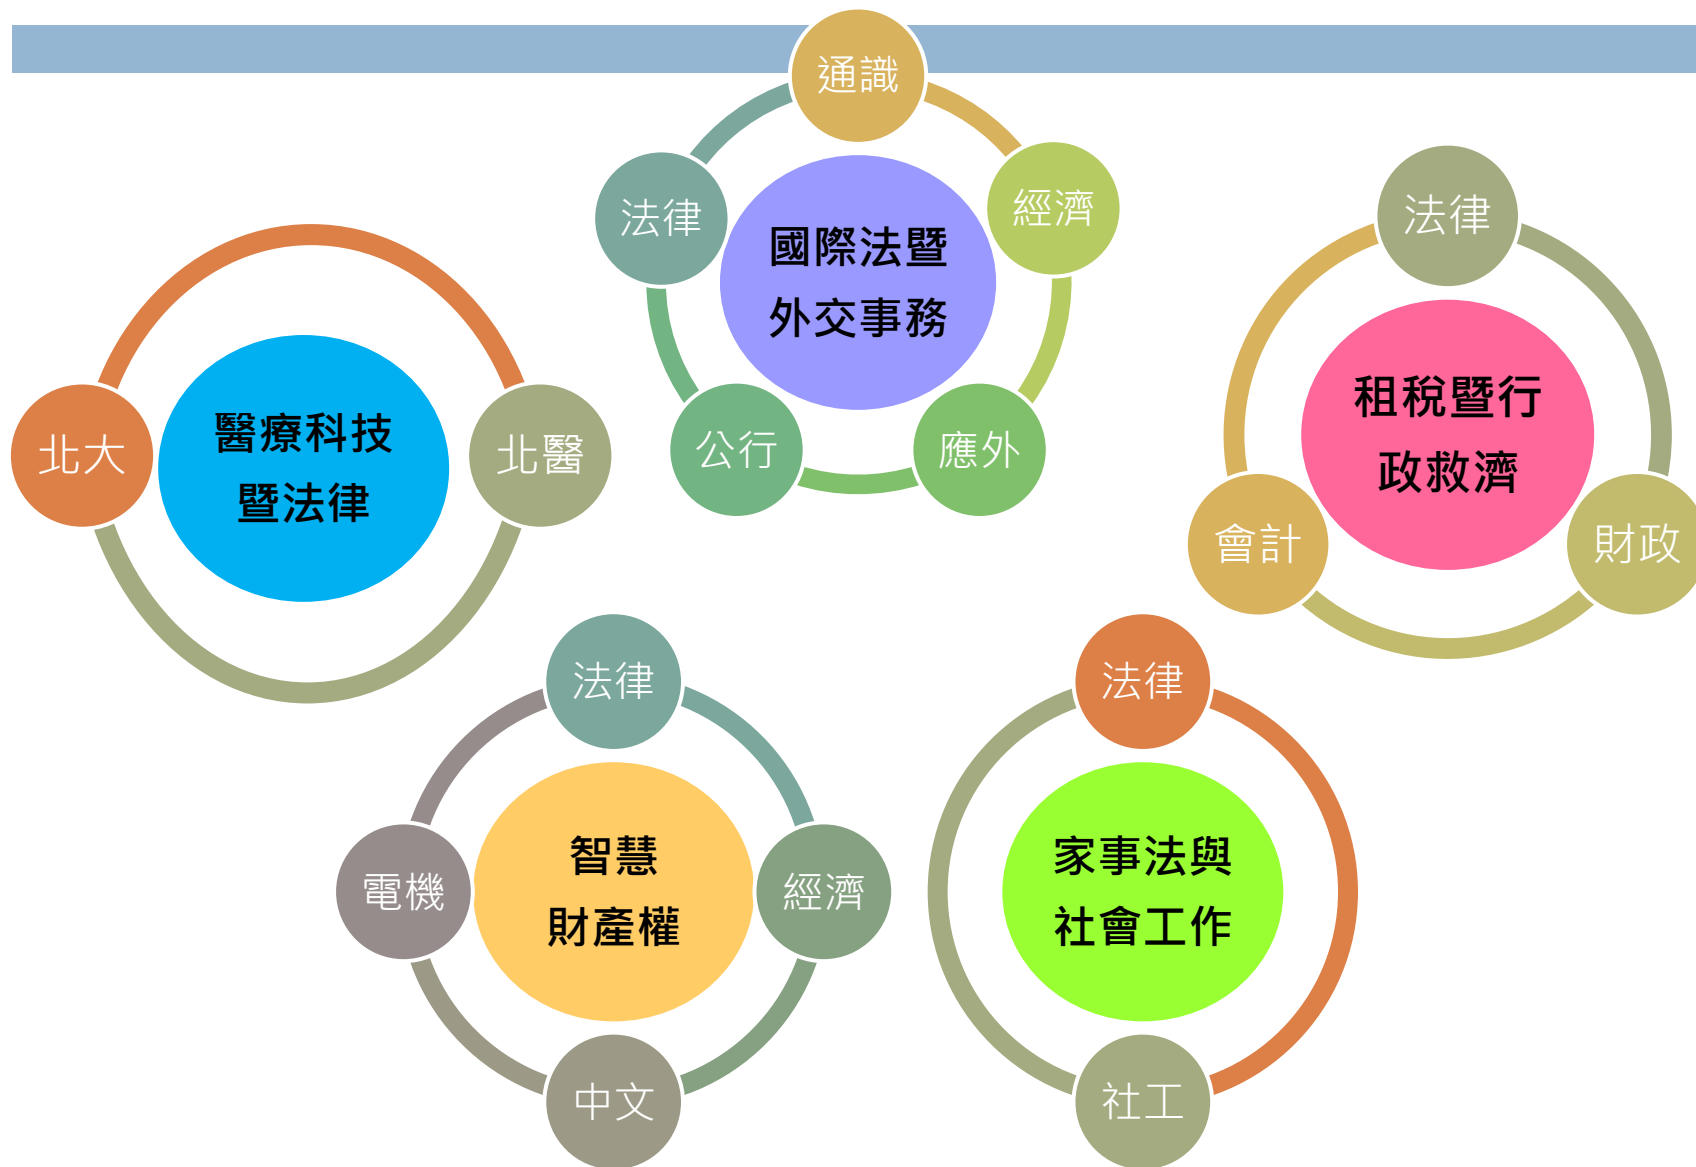 通識
法律
經濟
國際法暨
外交事務
公行
應外
北大
醫療科技
暨法律
北醫
法律
租稅暨行
政救濟
會計
財政
法律
電機
智慧
財產權
經濟
中文
法律
家事法與
社會工作
社工